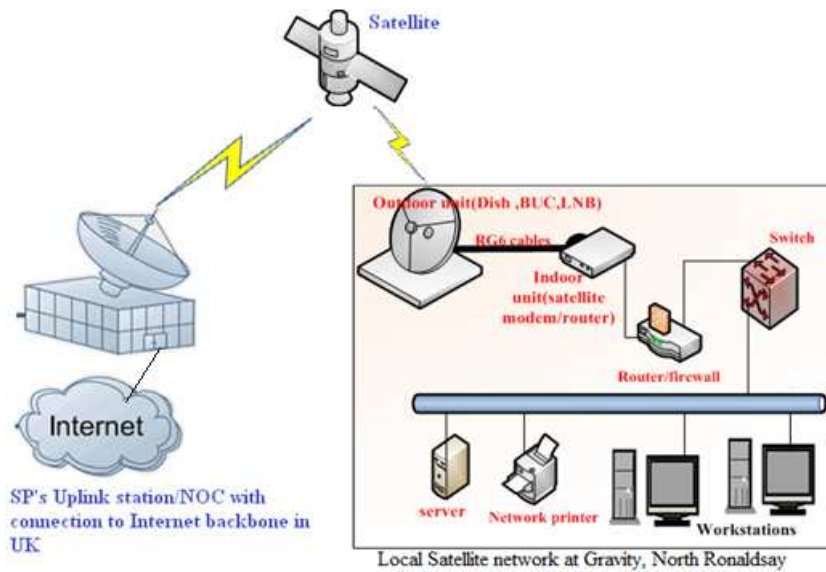 Satellite
Outdoor unit(Dish ,BUC,LNB)
RG6 cables
Switch
Indoor
unit(satellite
modem/router)
Router/firewall
Internet
SP's Uplink station/NOC with
connection to Internet backbone in
UK
server
Network printer
Workstations
Local Satellite network at Gravity, North Ronaldsay